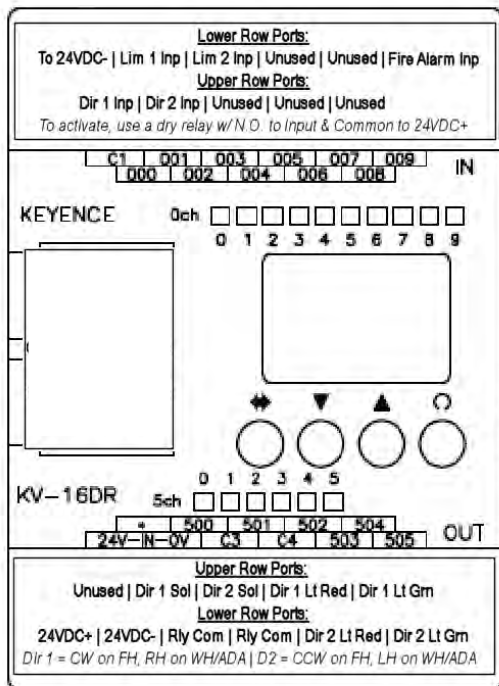 Lower Row Ports:
To 24VDC- | Lim 1 Inp | Lim 2 Inp | Unused | Unused | Fire Alarm Inp
Upper Row Ports:
Dir 1 Inp | Dir 2 Inp | Unused | Unused | Unused
To activate, use a dry relay w/ N.O. to Input & Common to 24VDC+
C1 | 001 | 003 | 005 | 007 | 009
IN
000 | 002 | 004 | 006 | 008
KEYENCE
0ch
0 1 2 3 4 5 6 7 8 9
0 1 2 3 4 5
KV-16DR
5ch
* | 500 | 501 | 502 | 504
OUT
24V-IN-0V | C3 | C4 | 503 | 505
Upper Row Ports:
Unused | Dir 1 Sol | Dir 2 Sol | Dir 1 Lt Red | Dir 1 Lt Grn
Lower Row Ports:
24VDC+ | 24VDC- | Rly Com | Rly Com | Dir 2 Lt Red | Dir 2 Lt Grn
Dir 1 = CW on FH, RH on WH/ADA | D2 = CCW on FH, LH on WH/ADA